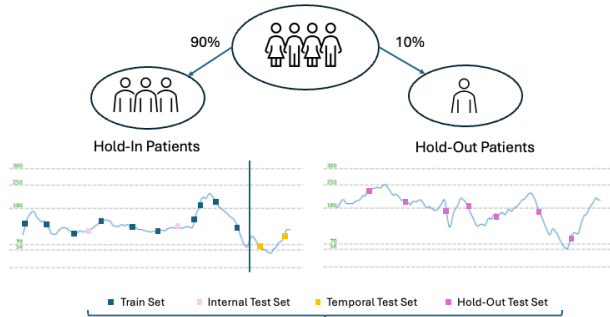 90%
10%
Hold-In Patients
Hold-Out Patients
300
250
180
70
54
300
250
180
70
54
Train Set
Internal Test Set
Temporal Test Set
Hold-Out Test Set